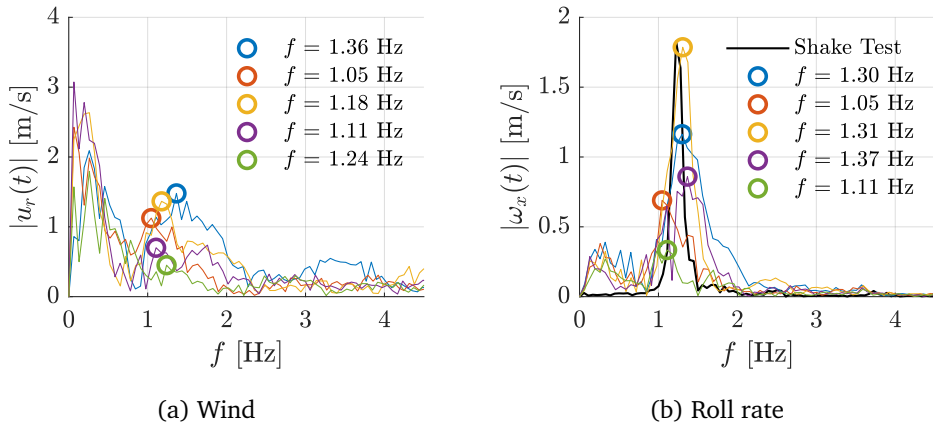 4
3
2
1
0
|u_r(t)| [m/s]
f = 1.36 Hz
f = 1.05 Hz
f = 1.18 Hz
f = 1.11 Hz
f = 1.24 Hz
0 1 2 3 4
f [Hz]
(a) Wind
2
1.5
1
0.5
0
|ω_x(t)| [m/s]
Shake Test
f = 1.30 Hz
f = 1.05 Hz
f = 1.31 Hz
f = 1.37 Hz
f = 1.11 Hz
0 1 2 3 4
f [Hz]
(b) Roll rate